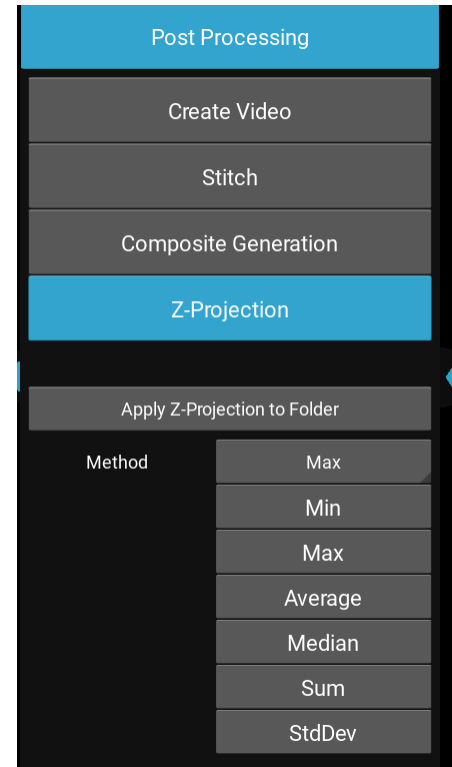 Post Processing
Create Video
Stitch
Composite Generation
Z-Projection
Apply Z-Projection to Folder
Method Max
Min
Max
Average
Median
Sum
StdDev